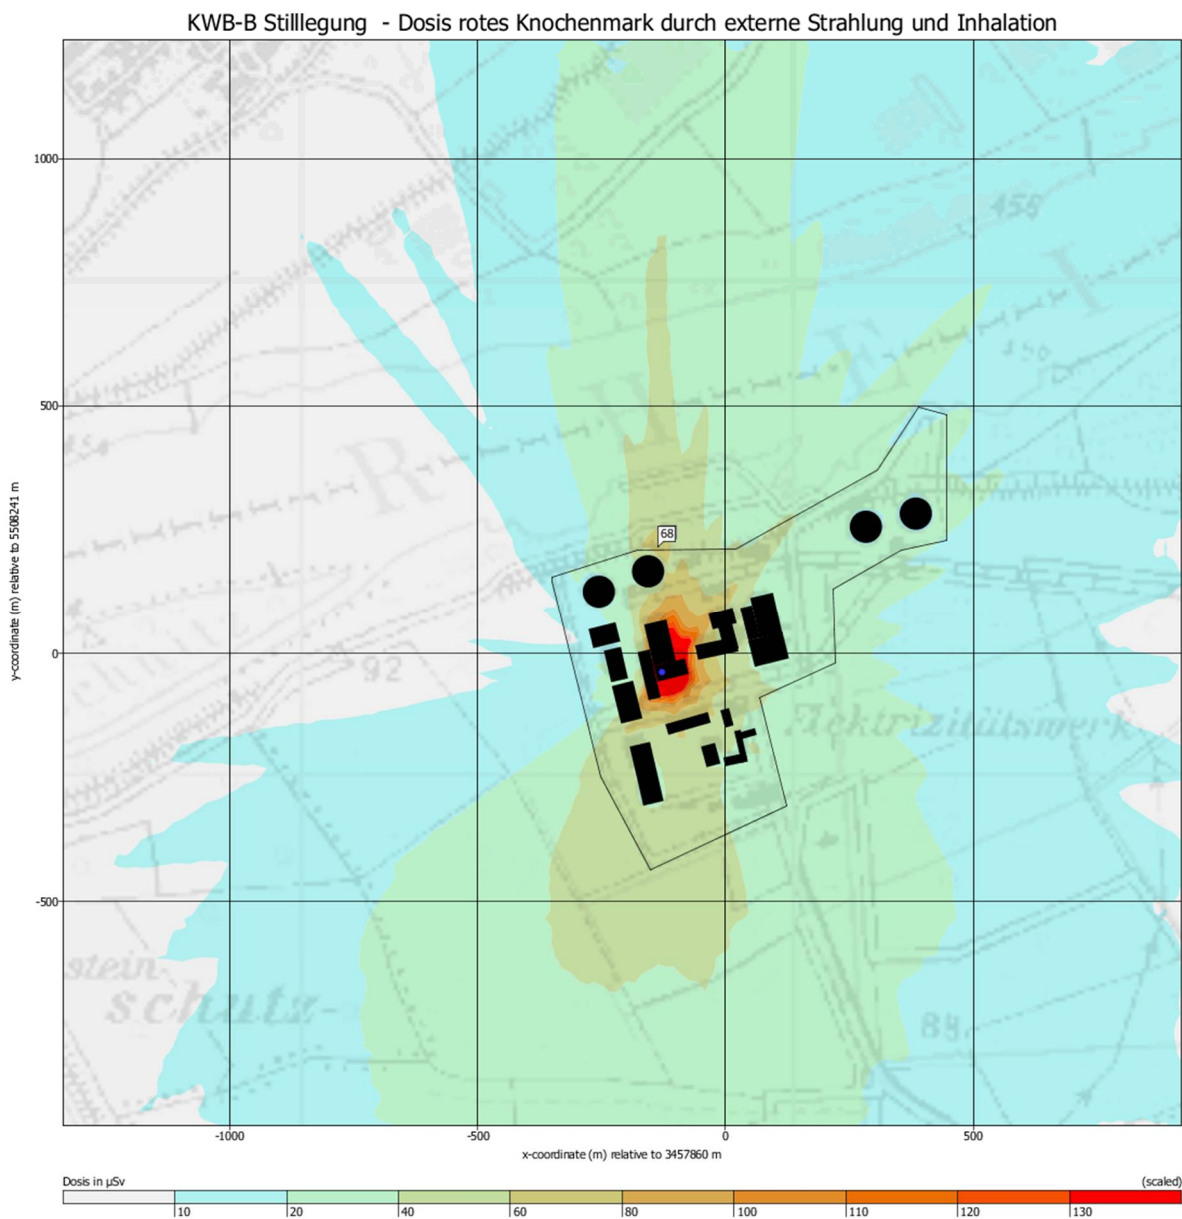 KWB-B Stilllegung - Dosis rotes Knochenmark durch externe Strahlung und Inhalation
1000
500
0
-500
y-coordinate (m) relative to 5508241 m
456
R
H
F
I
454
68
92
Elektrizitätswerk
stein-
schutz-
-1000
-500
0
500
x-coordinate (m) relative to 3457860 m
Dosis in µSv
(scaled)
10
20
40
60
80
100
110
120
130